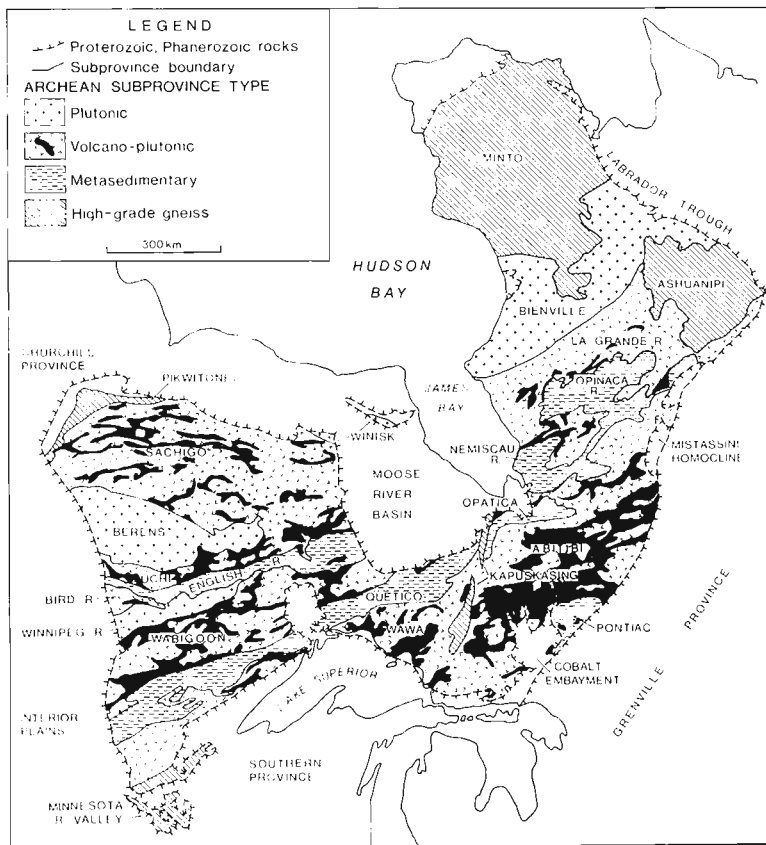 LEGEND
Proterozoic, Phanerozoic rocks
Subprovince boundary
ARCHEAN SUBPROVINCE TYPE
Plutonic
Volcano-plutonic
Metasedimentary
High-grade gneiss
300 km
MINTO
LABRADOR TROUGH
HUDSON
BAY
ASHUANIPI
BIENVILLE
LA GRANDE R
CHURCHILL
PROVINCE
PIKWITONEI
JAMES
BAY
OPINACA
R
WINISK
SACHIGO
NEMISCAU
R
MISTASSINI
HOMOCLINE
MOOSE
RIVER
BASIN
OPATICA
BERENS
ABITIBI
UCHI
ENGLISH R
KAPUSKASING
BIRD R
QUETICO
WINNIPEG R
WABIGOON
WAWA
PONTIAC
COBALT
EMBAYMENT
GRENVILLE PROVINCE
LAKE SUPERIOR
INTERIOR
PLAINS
SOUTHERN
PROVINCE
MINNESOTA
R VALLEY